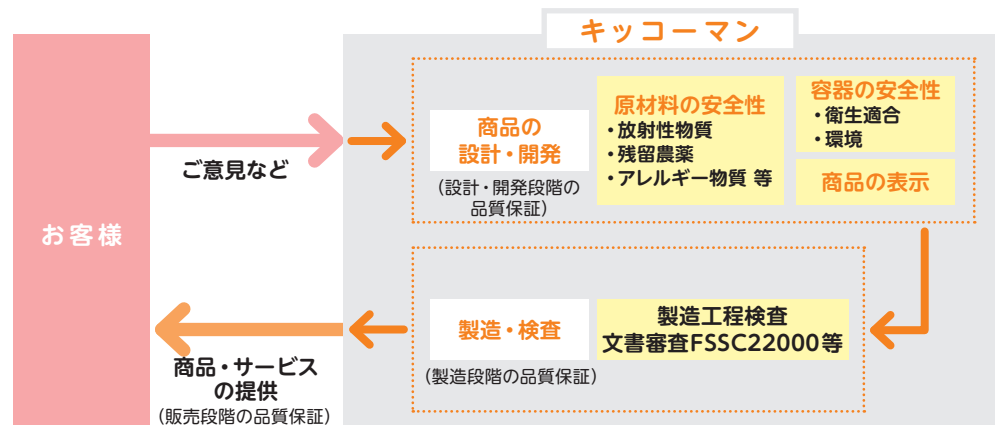 キッコーマン
お客様
ご意見など
商品の
設計・開発
（設計・開発段階の
品質保証）
原材料の安全性
・放射性物質
・残留農薬
・アレルギー物質 等
容器の安全性
・衛生適合
・環境
商品の表示
製造・検査
（製造段階の品質保証）
製造工程検査
文書審査FSSC22000等
商品・サービス
の提供
（販売段階の品質保証）